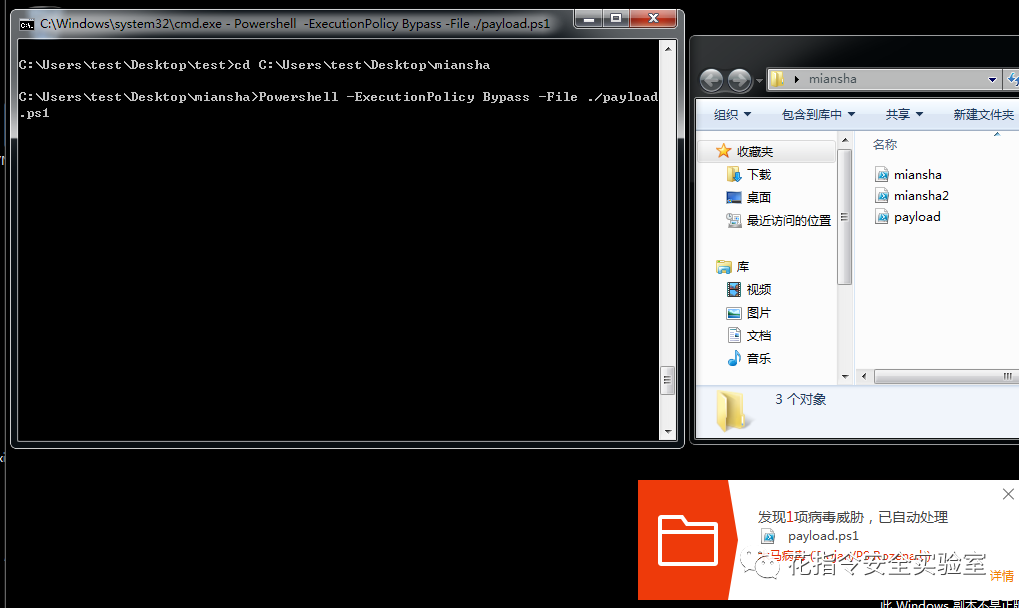 C:\Windows\system32\cmd.exe - Powershell -ExecutionPolicy Bypass -File ./payload.ps1
C:\Users\test\Desktop\test>cd C:\Users\test\Desktop\miansha
C:\Users\test\Desktop\miansha>Powershell -ExecutionPolicy Bypass -File ./payload
.ps1
miansha
组织
包含到库中
共享
新建文件夹
收藏夹
下载
桌面
最近访问的位置
库
视频
图片
文档
音乐
名称
miansha
miansha2
payload
3 个对象
发现1项病毒威胁，已自动处理
payload.ps1
花指令安全实验室
详情
此 Windows 副本不是正版